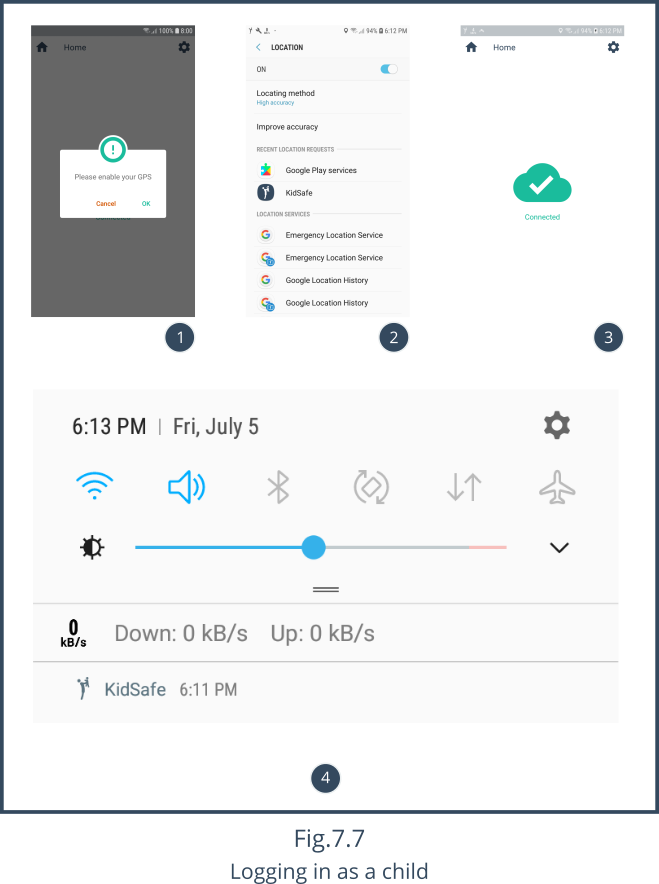 100% 8:00
Home
Please enable your GPS
Cancel OK
1
94% 6:12 PM
LOCATION
ON
Locating method
High accuracy
Improve accuracy
RECENT LOCATION REQUESTS
Google Play services
KidSafe
LOCATION SERVICES
Emergency Location Service
Emergency Location Service
Google Location History
Google Location History
2
94% 6:13 PM
Home
Connected
3
6:13 PM | Fri, July 5
0
kB/s
Down: 0 kB/s Up: 0 kB/s
KidSafe 6:11 PM
4
Fig.7.7
Logging in as a child